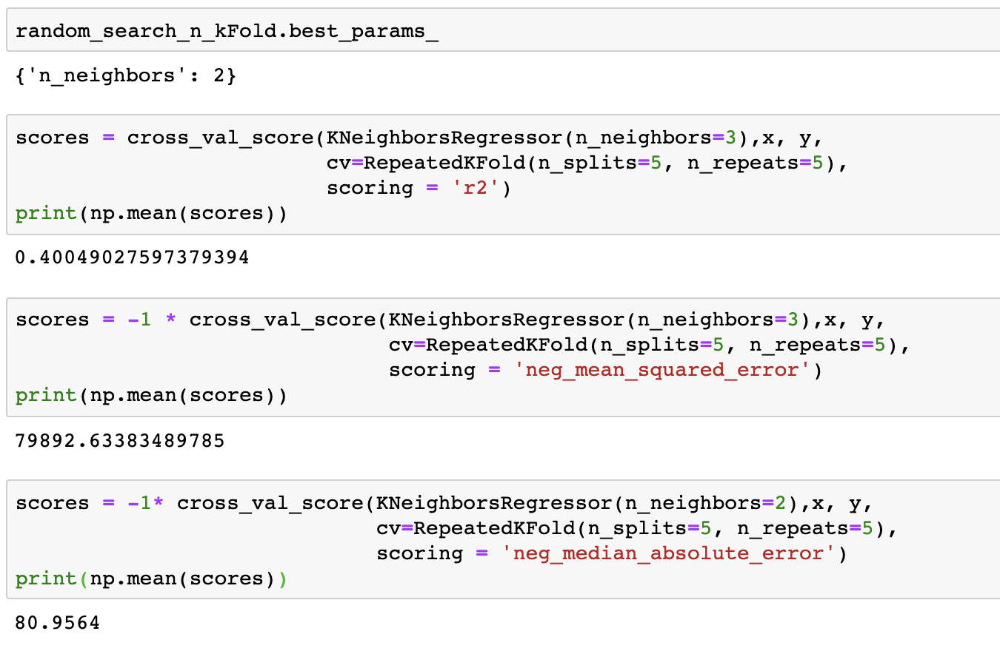 random_search_n_kFold.best_params_
{'n_neighbors': 2}
scores = cross_val_score(KNeighborsRegressor(n_neighbors=3),x, y,
cv=RepeatedKFold(n_splits=5, n_repeats=5),
scoring = 'r2')
print(np.mean(scores))
0.40049027597379394
scores = -1 * cross_val_score(KNeighborsRegressor(n_neighbors=3),x, y,
cv=RepeatedKFold(n_splits=5, n_repeats=5),
scoring = 'neg_mean_squared_error')
print(np.mean(scores))
79892.63383489785
scores = -1* cross_val_score(KNeighborsRegressor(n_neighbors=2),x, y,
cv=RepeatedKFold(n_splits=5, n_repeats=5),
scoring = 'neg_median_absolute_error')
print(np.mean(scores))
80.9564